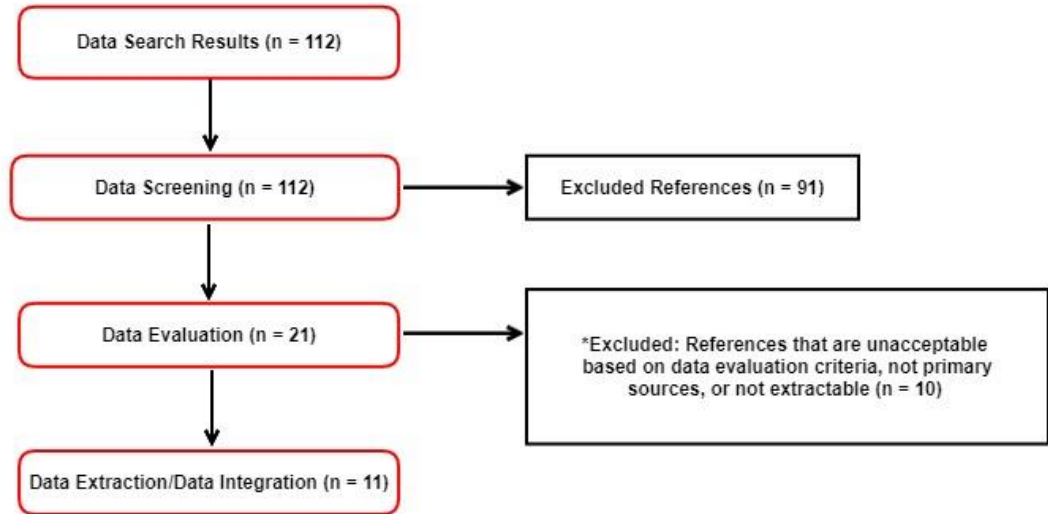 Data Search Results (n = 112)
Data Screening (n = 112)
Excluded References (n = 91)
Data Evaluation (n = 21)
*Excluded: References that are unacceptable
based on data evaluation criteria, not primary
sources, or not extractable (n = 10)
Data Extraction/Data Integration (n = 11)